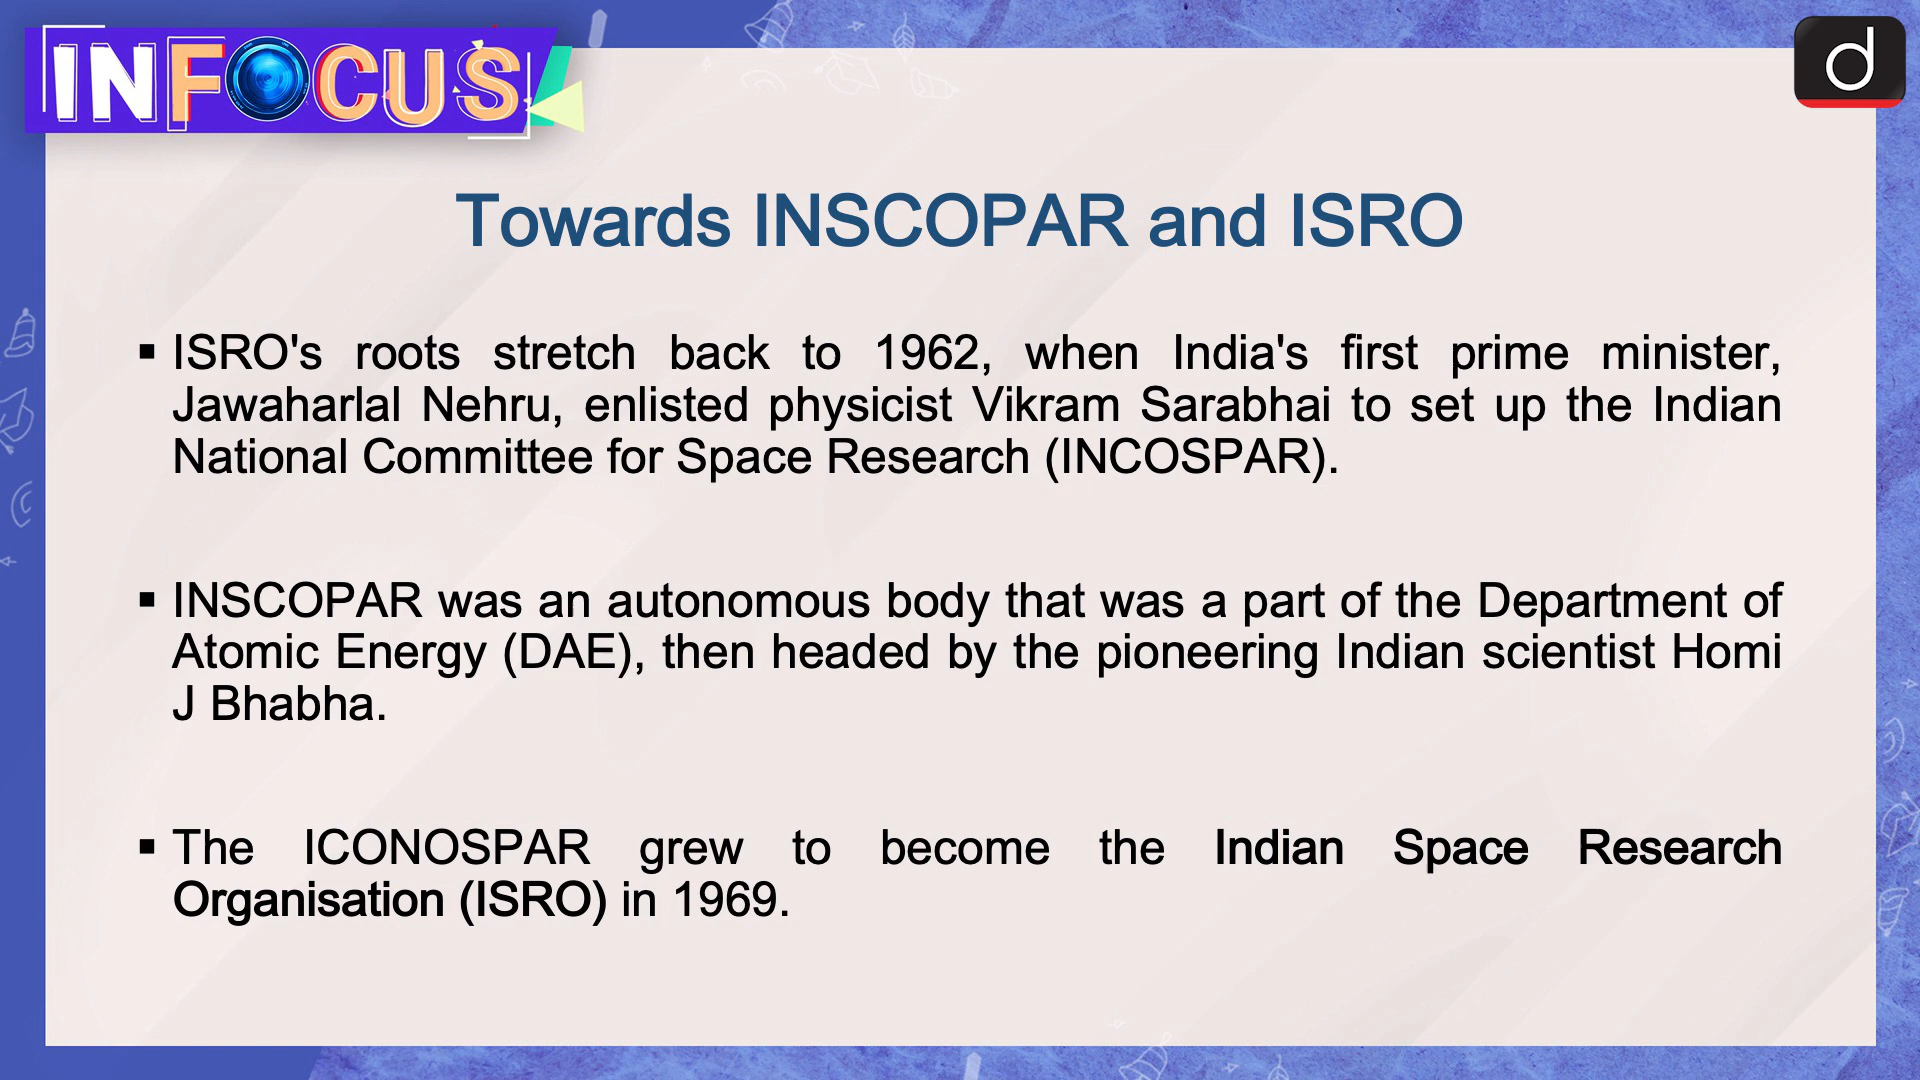 INFOCUS
d
Towards INSCOPAR and ISRO
▪ ISRO's roots stretch back to 1962, when India's first prime minister,
Jawaharlal Nehru, enlisted physicist Vikram Sarabhai to set up the Indian
National Committee for Space Research (INCOSPAR).
▪ INSCOPAR was an autonomous body that was a part of the Department of
Atomic Energy (DAE), then headed by the pioneering Indian scientist Homi
J Bhabha.
▪ The ICONOSPAR grew to become the Indian Space Research
Organisation (ISRO) in 1969.